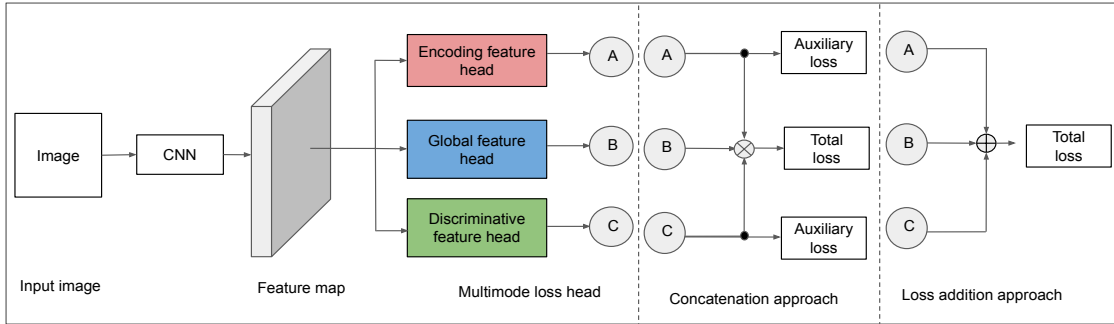 Image
CNN
Encoding feature
head
Global feature
head
Discriminative
feature head
A
B
C
Input image
Feature map
Multimode loss head
A
B
C
Auxiliary
loss
Total
loss
Auxiliary
loss
Concatenation approach
A
B
C
Total
loss
Loss addition approach